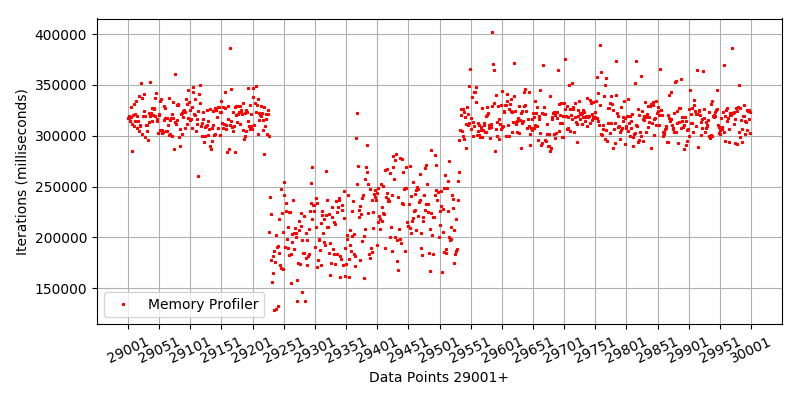 400000
350000
300000
250000
200000
150000
Iterations (milliseconds)
Memory Profiler
29001 29051 29101 29151 29201 29251 29301 29351 29401 29451 29501 29551 29601 29651 29701 29751 29801 29851 29901 29951 30001
Data Points 29001+